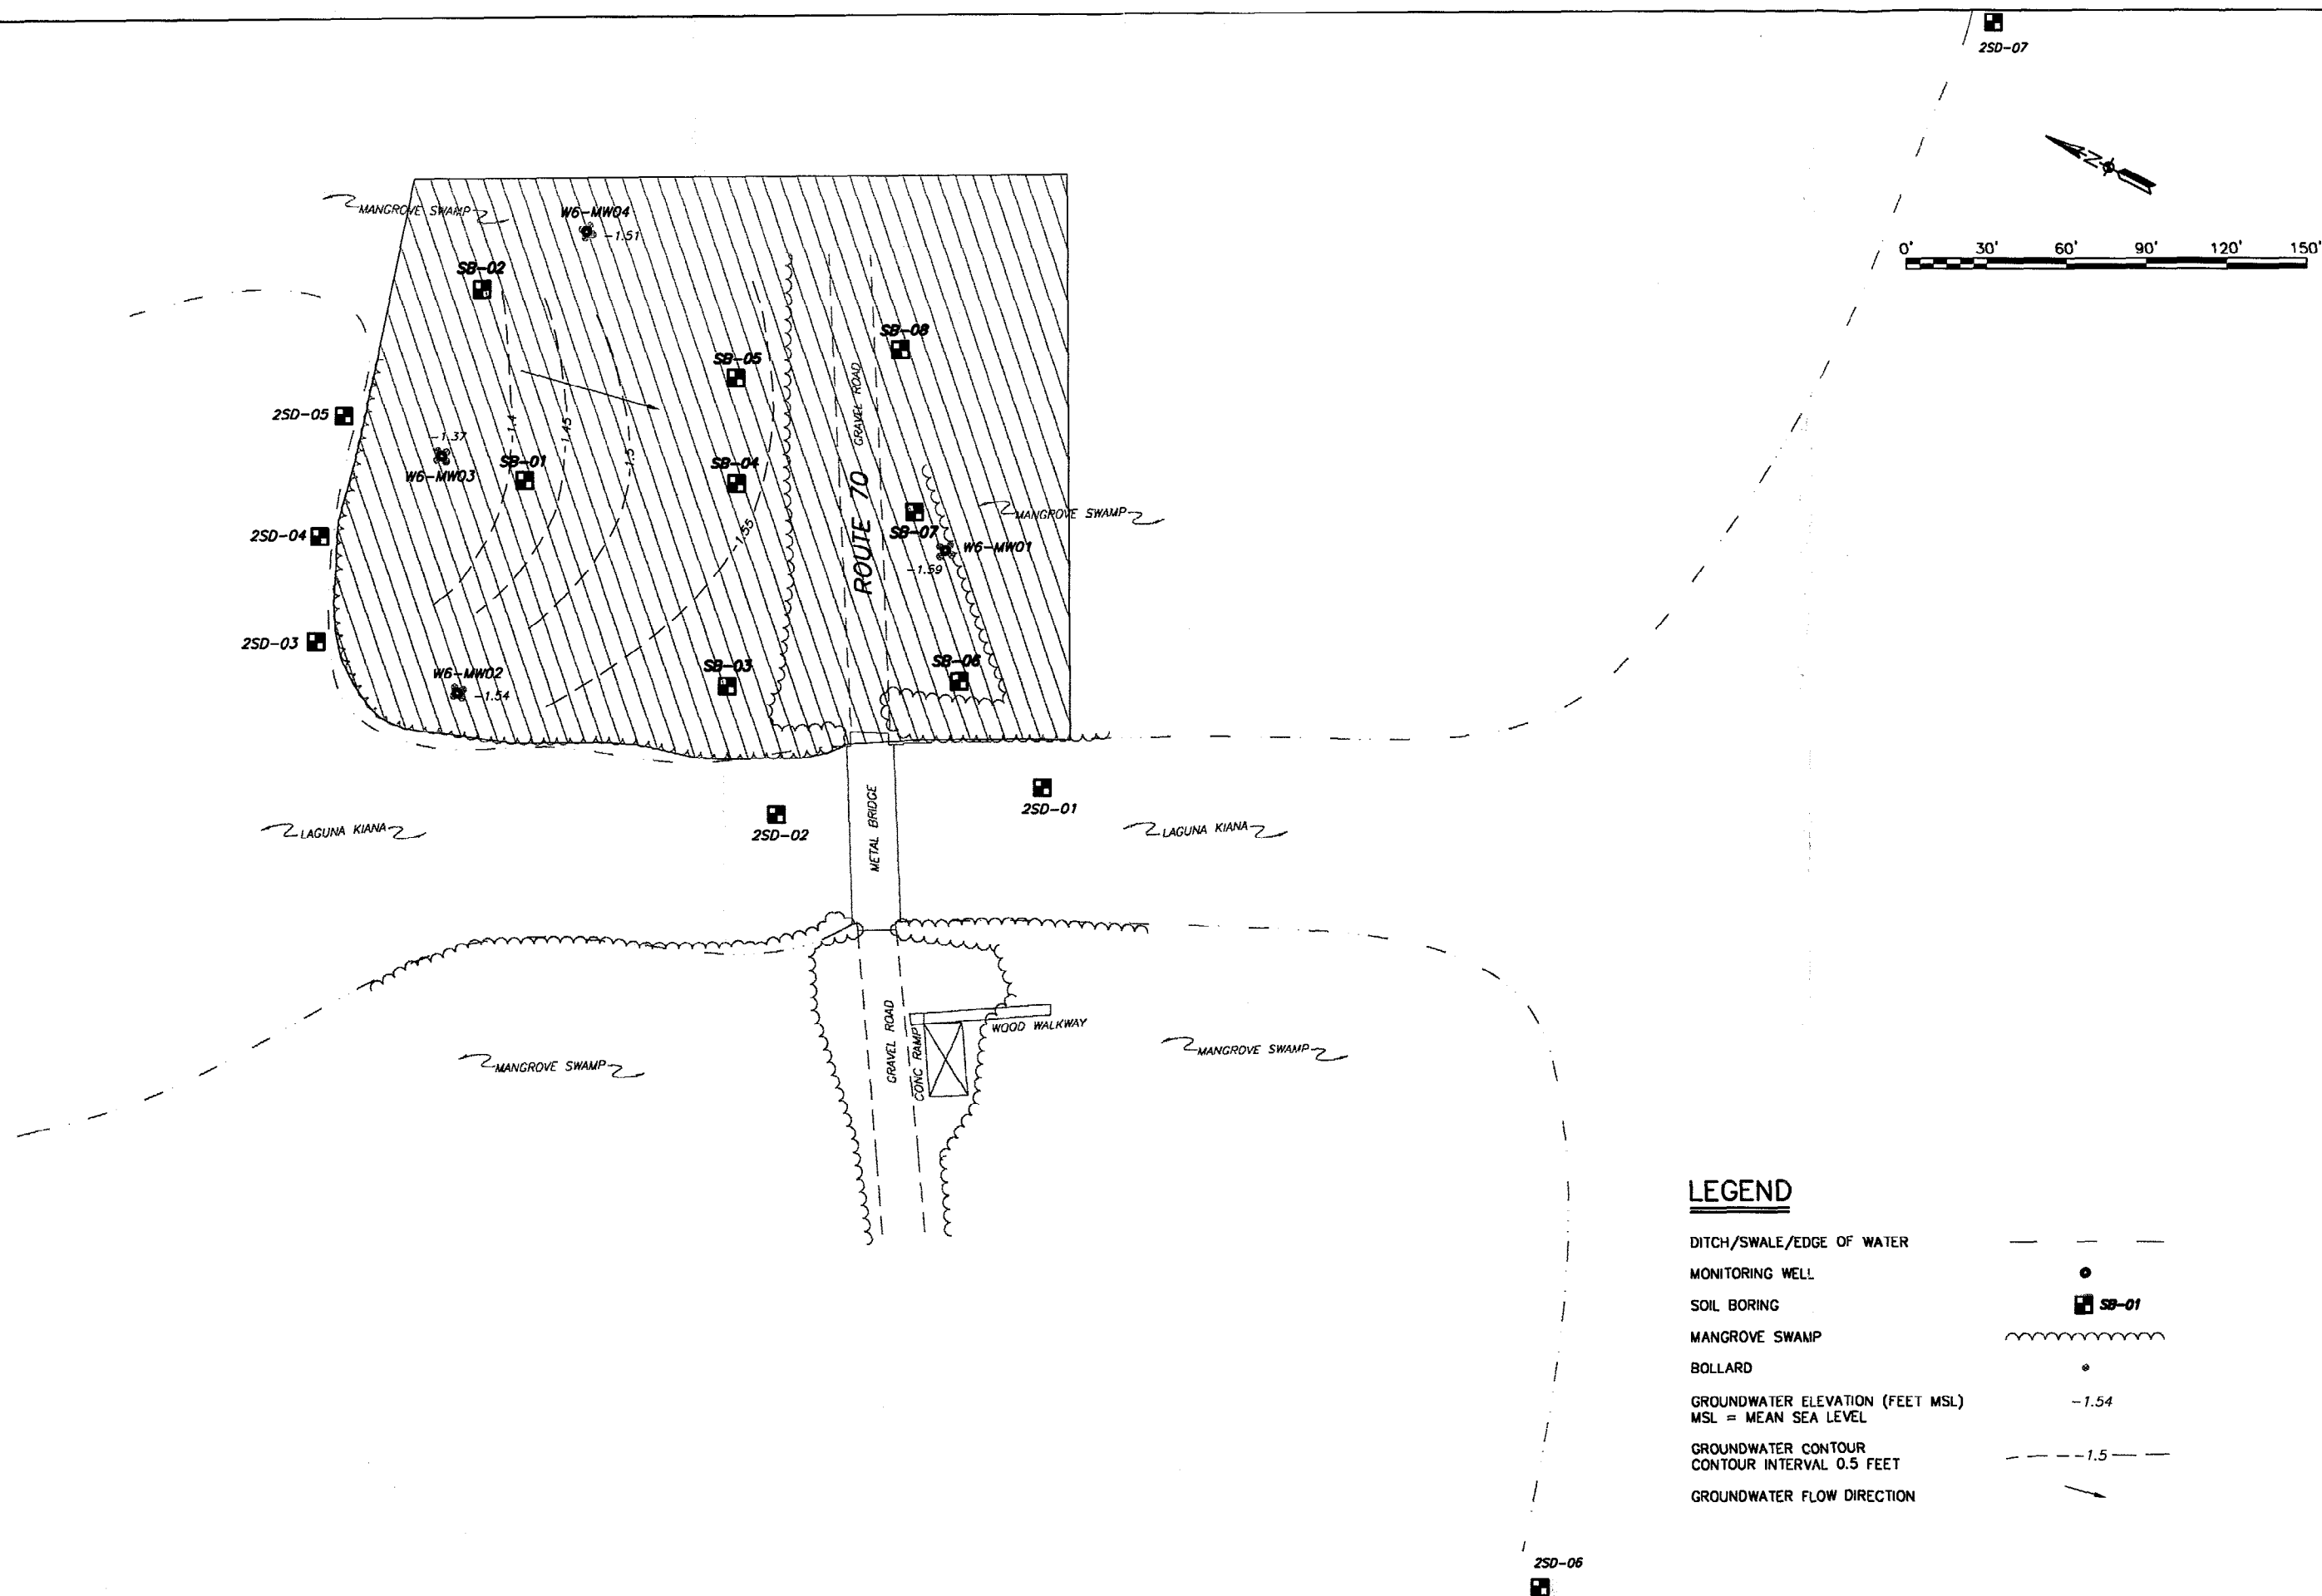 2SD-07
N
0' 30' 60' 90' 120' 150'
MANGROVE SWAMP
W6-MW04
-1.51
SB-02
SB-08
SB-05
GRAVEL ROAD
2SD-05
-1.4
-1.45
-1.5
-1.37
W6-MW03
SB-01
SB-04
ROUTE 70
SB-07
MANGROVE SWAMP
2SD-04
-1.55
W6-MW01
-1.59
2SD-03
W6-MW02
-1.54
SB-03
SB-06
2SD-02
METAL BRIDGE
2SD-01
LAGUNA KIANA
LAGUNA KIANA
GRAVEL ROAD
CONC RAMP
WOOD WALKWAY
MANGROVE SWAMP
MANGROVE SWAMP
LEGEND
DITCH/SWALE/EDGE OF WATER
MONITORING WELL
SOIL BORING SB-01
MANGROVE SWAMP
BOLLARD
GROUNDWATER ELEVATION (FEET MSL) -1.54
MSL = MEAN SEA LEVEL
GROUNDWATER CONTOUR
CONTOUR INTERVAL 0.5 FEET -1.5
GROUNDWATER FLOW DIRECTION
2SD-06